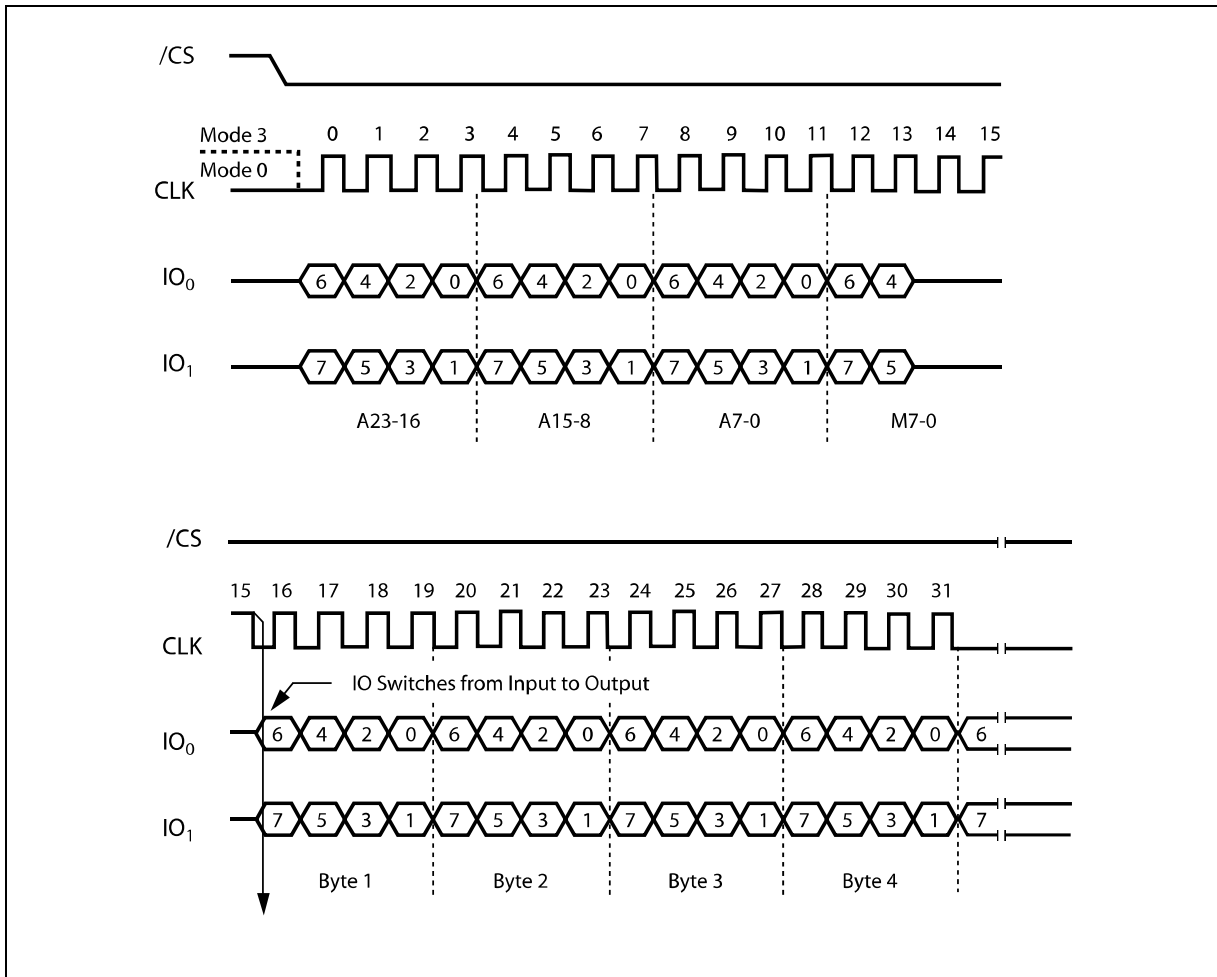 /CS
Mode 3
0 1 2 3 4 5 6 7 8 9 10 11 12 13 14 15
Mode 0
CLK
IO0 6 4 2 0 6 4 2 0 6 4 2 0 6 4
IO1 7 5 3 1 7 5 3 1 7 5 3 1 7 5
A23-16 A15-8 A7-0 M7-0
/CS
15 16 17 18 19 20 21 22 23 24 25 26 27 28 29 30 31
CLK
IO Switches from Input to Output
IO0 6 4 2 0 6 4 2 0 6 4 2 0 6 4 2 0 6
IO1 7 5 3 1 7 5 3 1 7 5 3 1 7 5 3 1 7
Byte 1 Byte 2 Byte 3 Byte 4